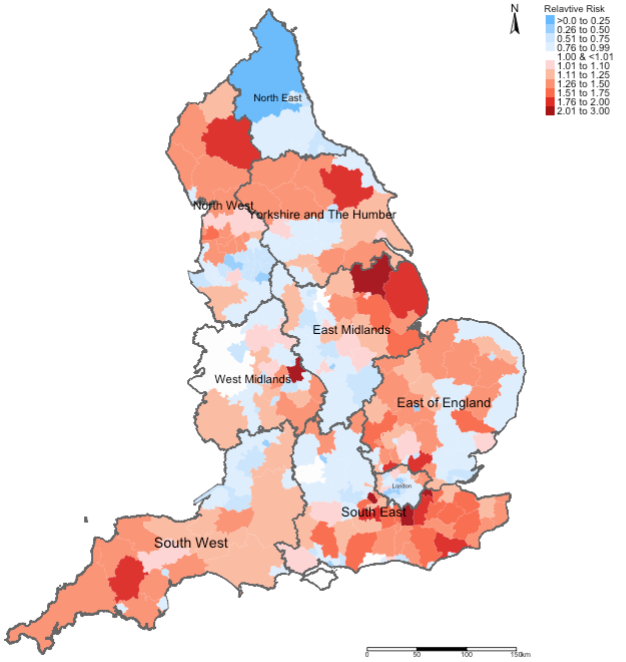 N
Relavtive Risk
>0.0 to 0.25
0.26 to 0.50
0.51 to 0.75
0.76 to 0.99
1.00 & <1.01
1.01 to 1.10
1.11 to 1.25
1.26 to 1.50
1.51 to 1.75
1.76 to 2.00
2.01 to 3.00
North East
North West
Yorkshire and The Humber
East Midlands
West Midlands
East of England
London
South East
South West
0 50 100 150km